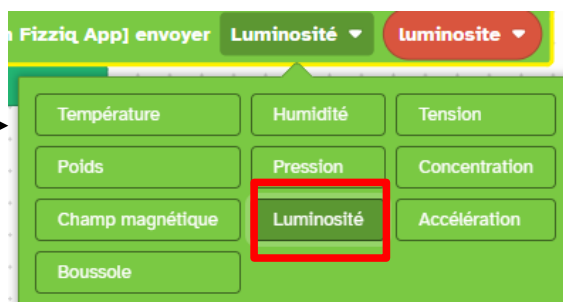 Fizziq App] envoyer Luminosité luminosite
Température Humidité Tension
Poids Pression Concentration
Champ magnétique Luminosité Accélération
Boussole